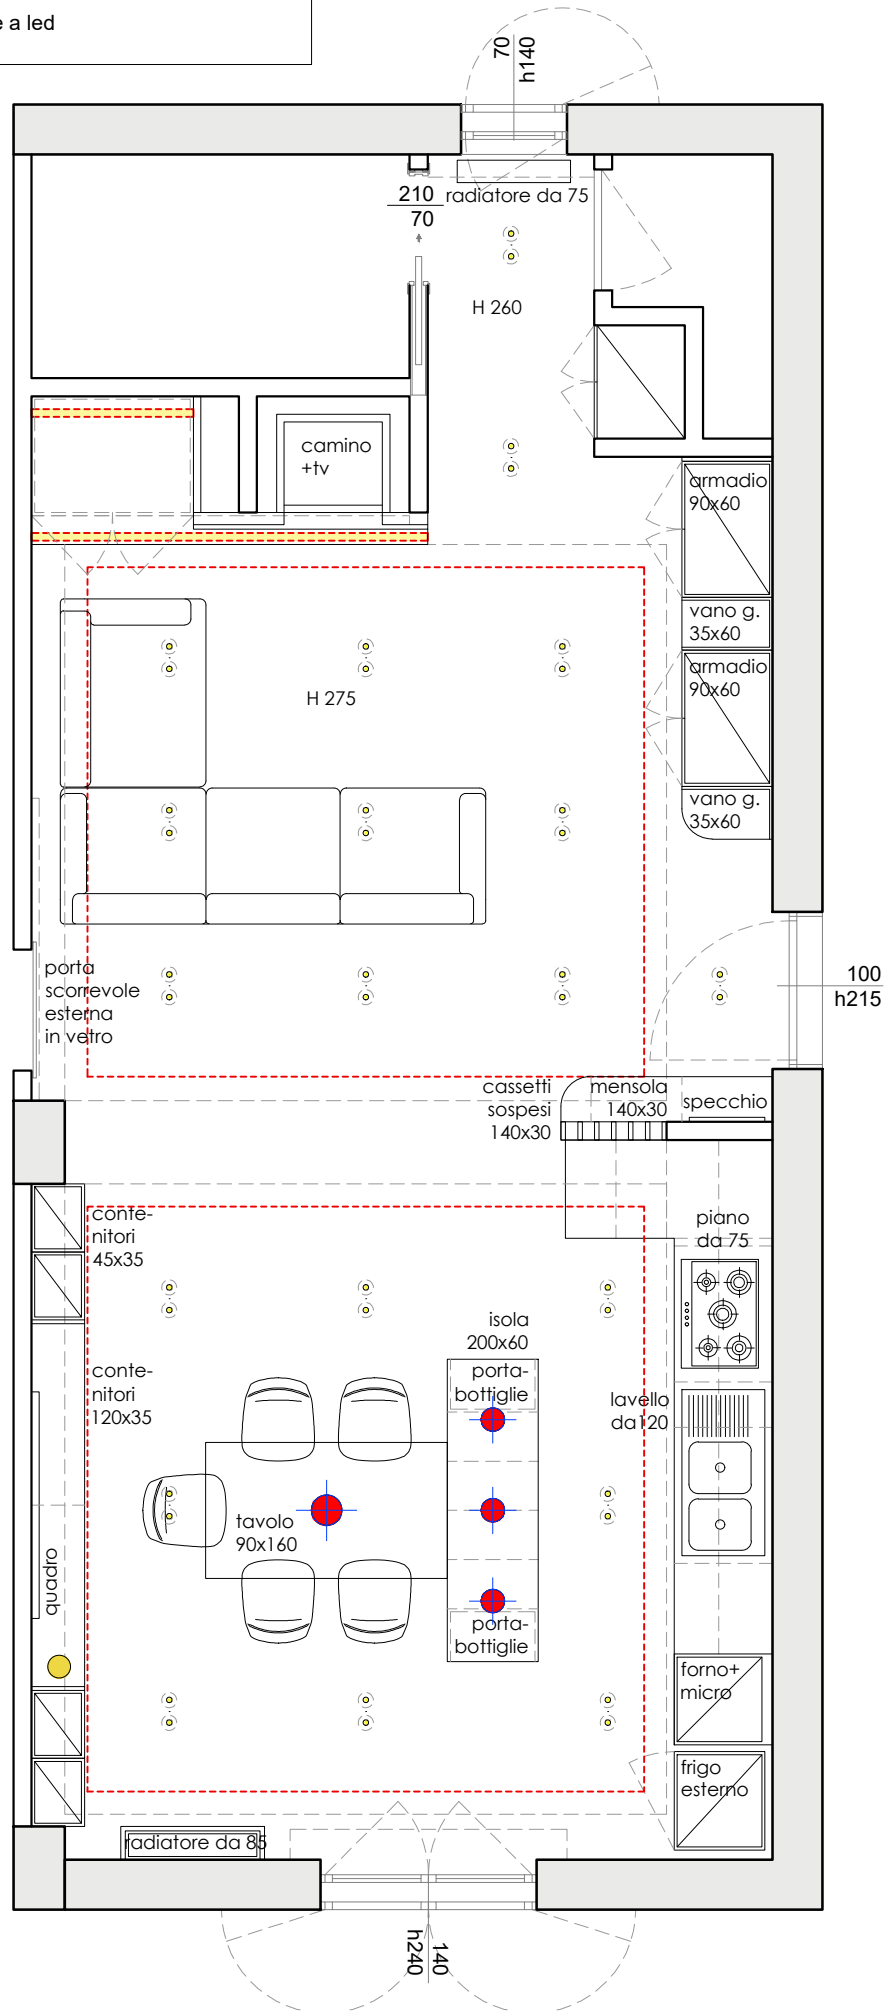 e a led
70
h140
210
70
radiatore da 75
H 260
camino
+tv
armadio
90x60
vano g.
35x60
armadio
90x60
H 275
vano g.
35x60
porta
scorrevole
esterna
in vetro
100
h215
cassetti
sospesi
140x30
mensola
140x30
specchio
conte-
nitori
45x35
piano
da 75
isola
200x60
porta-
bottiglie
conte-
nitori
120x35
lavello
da120
tavolo
90x160
quadro
porta-
bottiglie
forno+
micro
frigo
esterno
radiatore da 85
140
h240